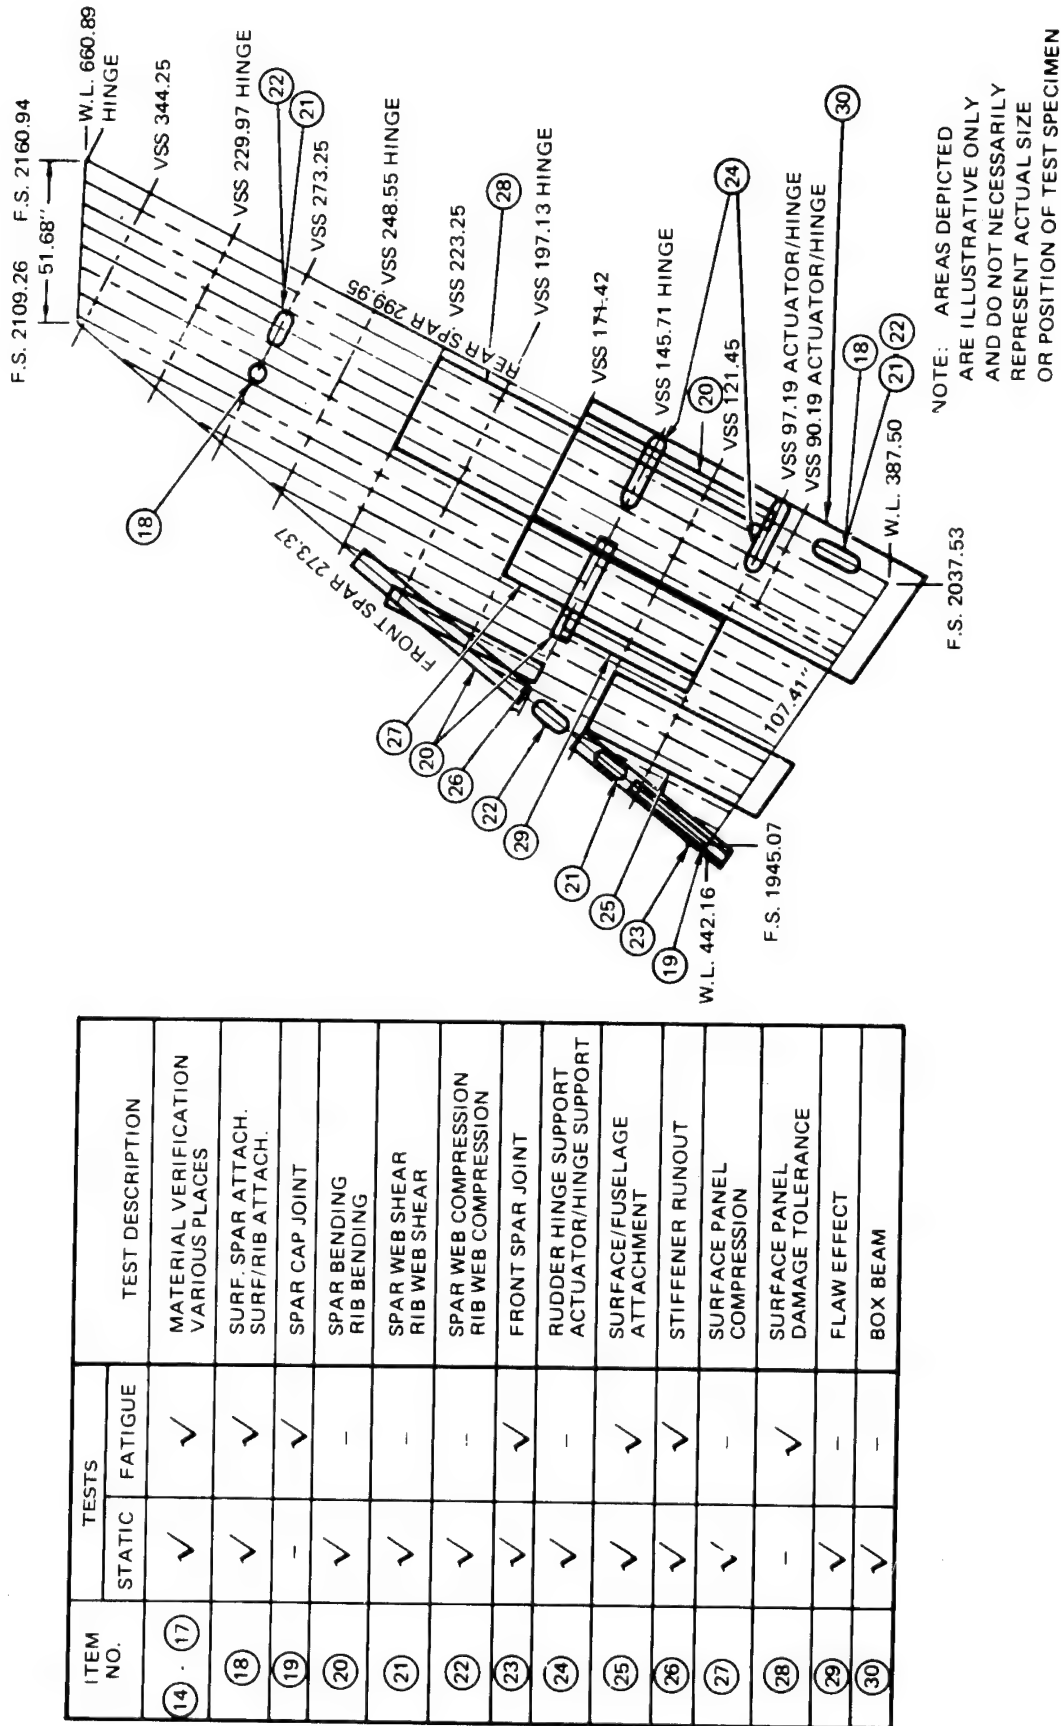 ITEM NO.
TESTS
STATIC
FATIGUE
TEST DESCRIPTION
14 - 17 √ √ MATERIAL VERIFICATION
VARIOUS PLACES
18 √ √ SURF. SPAR ATTACH.
SURF/RIB ATTACH.
19 - √ SPAR CAP JOINT
20 √ - SPAR BENDING
RIB BENDING
21 √ - SPAR WEB SHEAR
RIB WEB SHEAR
22 √ - SPAR WEB COMPRESSION
RIB WEB COMPRESSION
23 √ √ FRONT SPAR JOINT
24 √ - RUDDER HINGE SUPPORT
ACTUATOR/HINGE SUPPORT
25 √ √ SURFACE/FUSELAGE
ATTACHMENT
26 √ √ STIFFENER RUNOUT
27 √ - SURFACE PANEL
COMPRESSION
28 - √ SURFACE PANEL
DAMAGE TOLERANCE
29 √ - FLAW EFFECT
30 √ - BOX BEAM
F.S. 2109.26
F.S. 2160.94
51.68"
W.L. 660.89
HINGE
VSS 344.25
VSS 229.97 HINGE
22
21
VSS 273.25
VSS 248.55 HINGE
REAR SPAR 299.95
VSS 223.25
28
VSS 197.13 HINGE
VSS 171.42
24
VSS 145.71 HINGE
20
VSS 121.45
30
VSS 97.19 ACTUATOR/HINGE
VSS 90.19 ACTUATOR/HINGE
18
21
22
W.L. 387.50
F.S. 2037.53
107.41"
18
FRONT SPAR 273.37
27
20
26
22
29
21
25
23
19
W.L. 442.16
F.S. 1945.07
NOTE: AREAS DEPICTED
ARE ILLUSTRATIVE ONLY
AND DO NOT NECESSARILY
REPRESENT ACTUAL SIZE
OR POSITION OF TEST SPECIMEN